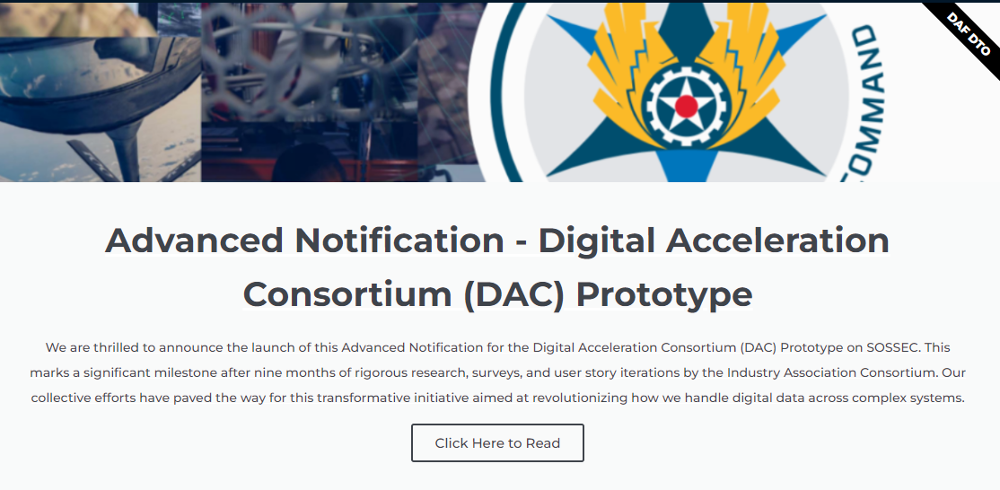 DAF DTO
COMMAND
Advanced Notification - Digital Acceleration
Consortium (DAC) Prototype
We are thrilled to announce the launch of this Advanced Notification for the Digital Acceleration Consortium (DAC) Prototype on SOSSEC. This
marks a significant milestone after nine months of rigorous research, surveys, and user story iterations by the Industry Association Consortium. Our
collective efforts have paved the way for this transformative initiative aimed at revolutionizing how we handle digital data across complex systems.
Click Here to Read